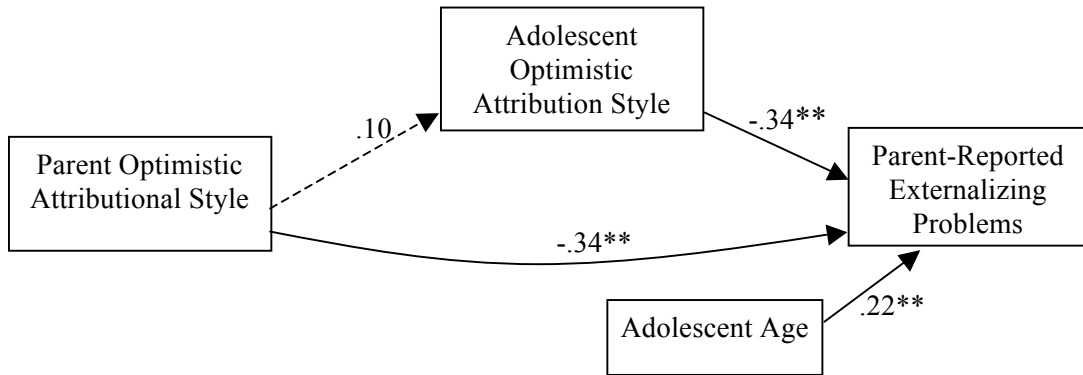 Adolescent
Optimistic
Attribution Style
.10
-.34**
Parent Optimistic
Attributional Style
Parent-Reported
Externalizing
Problems
-.34**
.22**
Adolescent Age